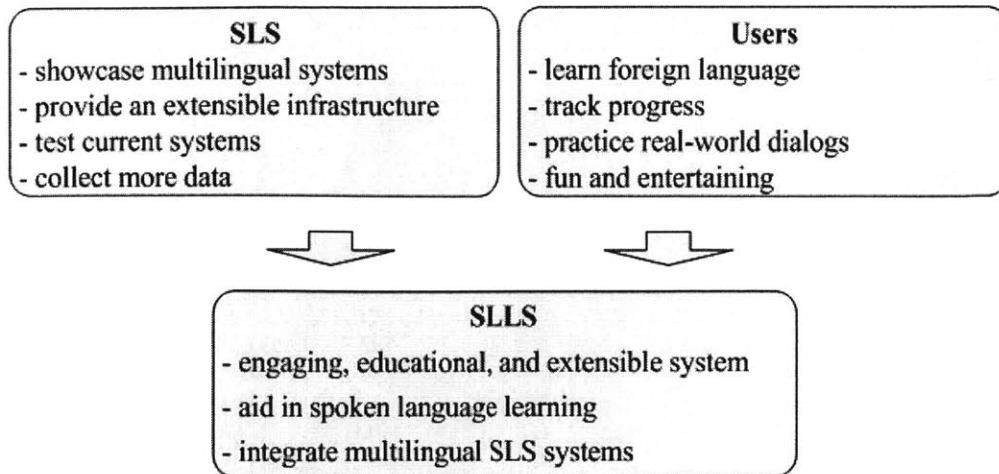 SLS
- showcase multilingual systems
- provide an extensible infrastructure
- test current systems
- collect more data
Users
- learn foreign language
- track progress
- practice real-world dialogs
- fun and entertaining
SLLS
- engaging, educational, and extensible system
- aid in spoken language learning
- integrate multilingual SLS systems